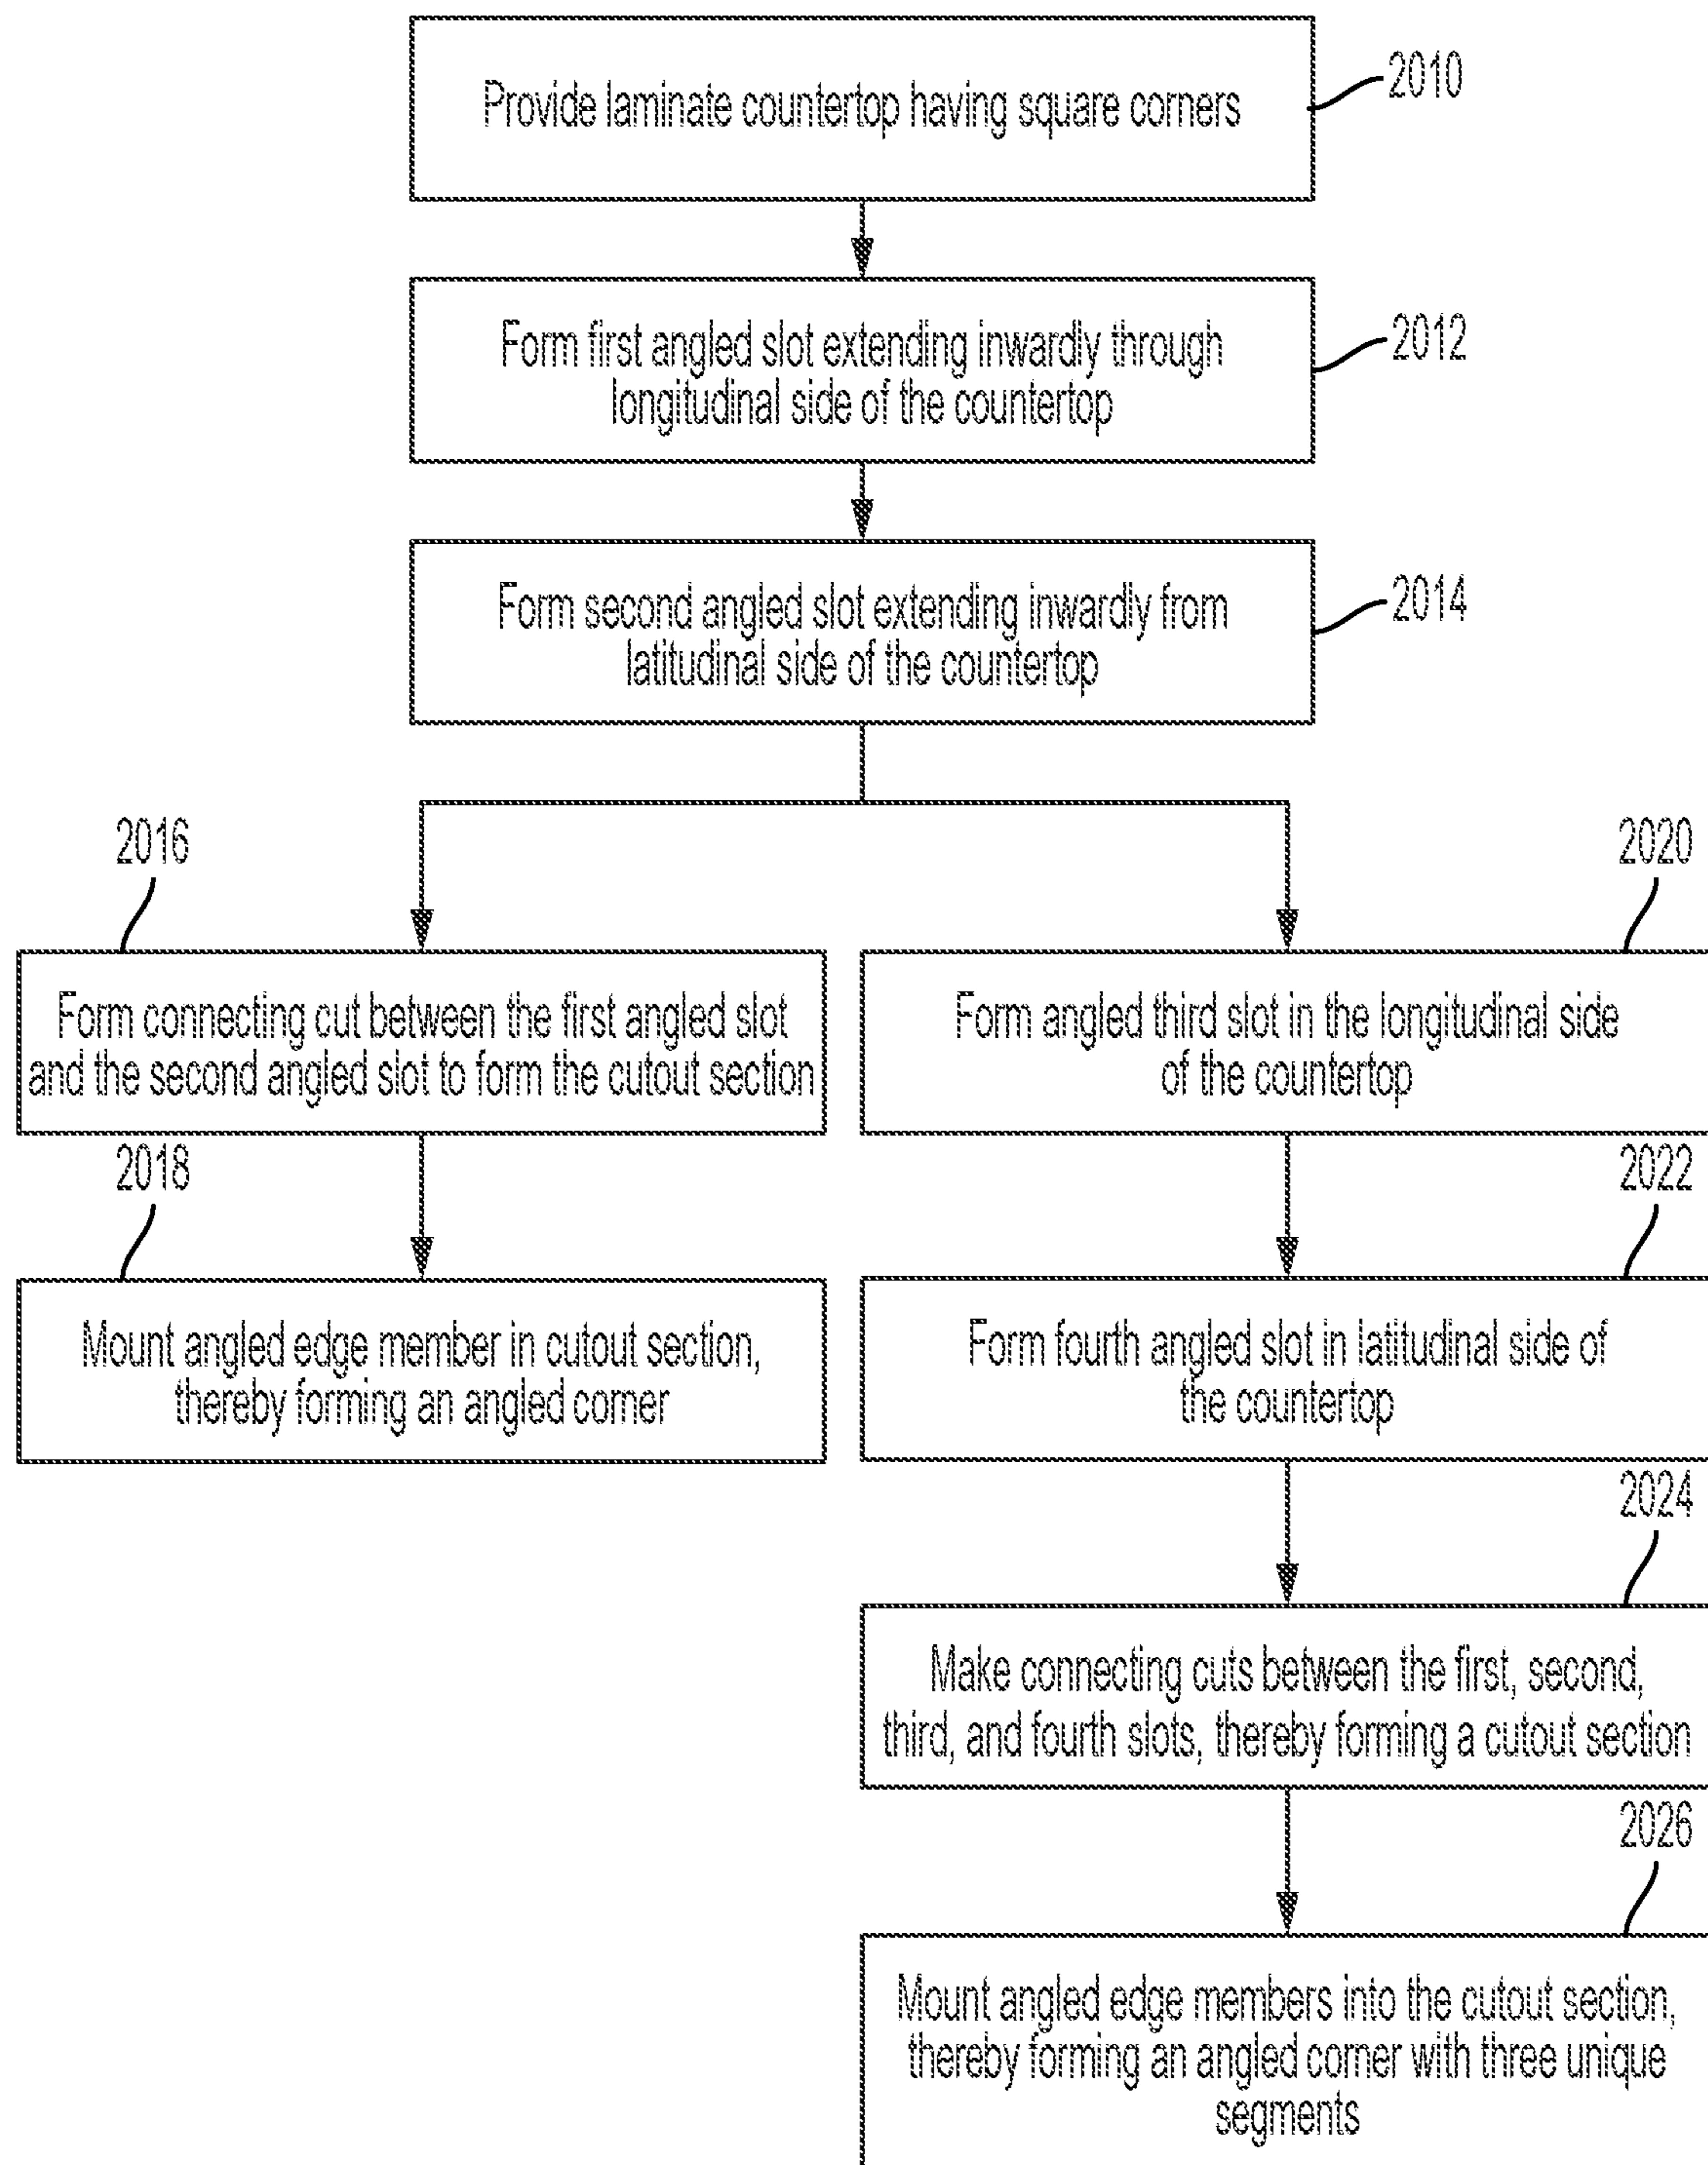 Provide laminate countertop having square corners
2010
Form first angled slot extending inwardly through
longitudinal side of the countertop
2012
Form second angled slot extending inwardly from
latitudinal side of the countertop
2014
2016
Form connecting cut between the first angled slot
and the second angled slot to form the cutout section
2018
Mount angled edge member in cutout section,
thereby forming an angled corner
2020
Form angled third slot in the longitudinal side
of the countertop
2022
Form fourth angled slot in latitudinal side of
the countertop
2024
Make connecting cuts between the first, second,
third, and fourth slots, thereby forming a cutout section
2026
Mount angled edge members into the cutout section,
thereby forming an angled corner with three unique
segments